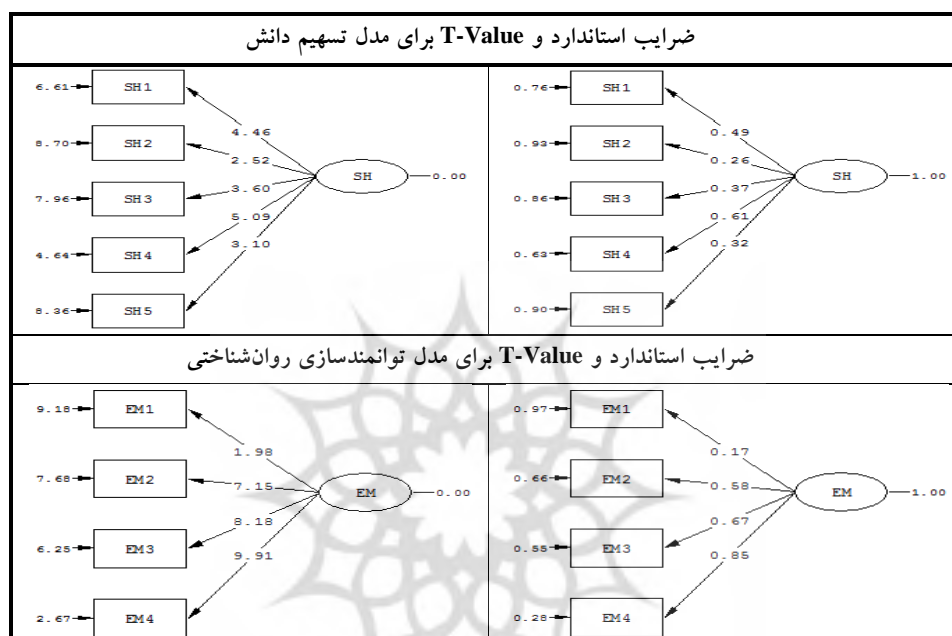 ضرایب استاندارد و T-Value برای مدل تسهیم دانش
6.61 SH1
4.46
8.70 SH2
2.52
SH 0.00
7.96 SH3
3.60
5.09
4.64 SH4
3.10
8.36 SH5
0.76 SH1
0.49
0.93 SH2
0.26
SH 1.00
0.86 SH3
0.37
0.61
0.63 SH4
0.32
0.90 SH5
ضرایب استاندارد و T-Value برای مدل توانمندسازی روان‌شناختی
9.18 EM1
1.98
7.68 EM2
7.15
EM 0.00
8.18
6.25 EM3
9.91
2.67 EM4
0.97 EM1
0.17
0.66 EM2
0.58
EM 1.00
0.67
0.55 EM3
0.85
0.28 EM4